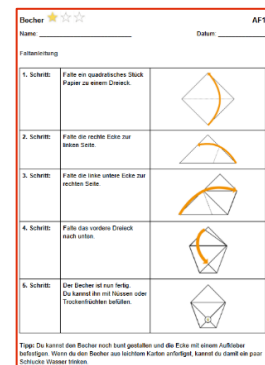 Becher
AF1
Name:
Datum:
Faltanleitung
1. Schritt:
Falte ein quadratisches Stück
Papier zu einem Dreieck.
2. Schritt:
Falte die rechte Ecke zur
linken Seite.
3. Schritt:
Falte die linke untere Ecke zur
rechten Seite.
4. Schritt:
Falte das vordere Dreieck
nach unten.
5. Schritt:
Der Becher ist nun fertig.
Du kannst ihn mit Nüssen oder
Trockenfrüchten befüllen.
Tipp: Du kannst den Becher noch bunt gestalten und die Ecke mit einem Aufkleber
befestigen. Wenn du den Becher aus leichtem Karton anfertigst, kannst du damit ein paar
Schlucke Wasser trinken.